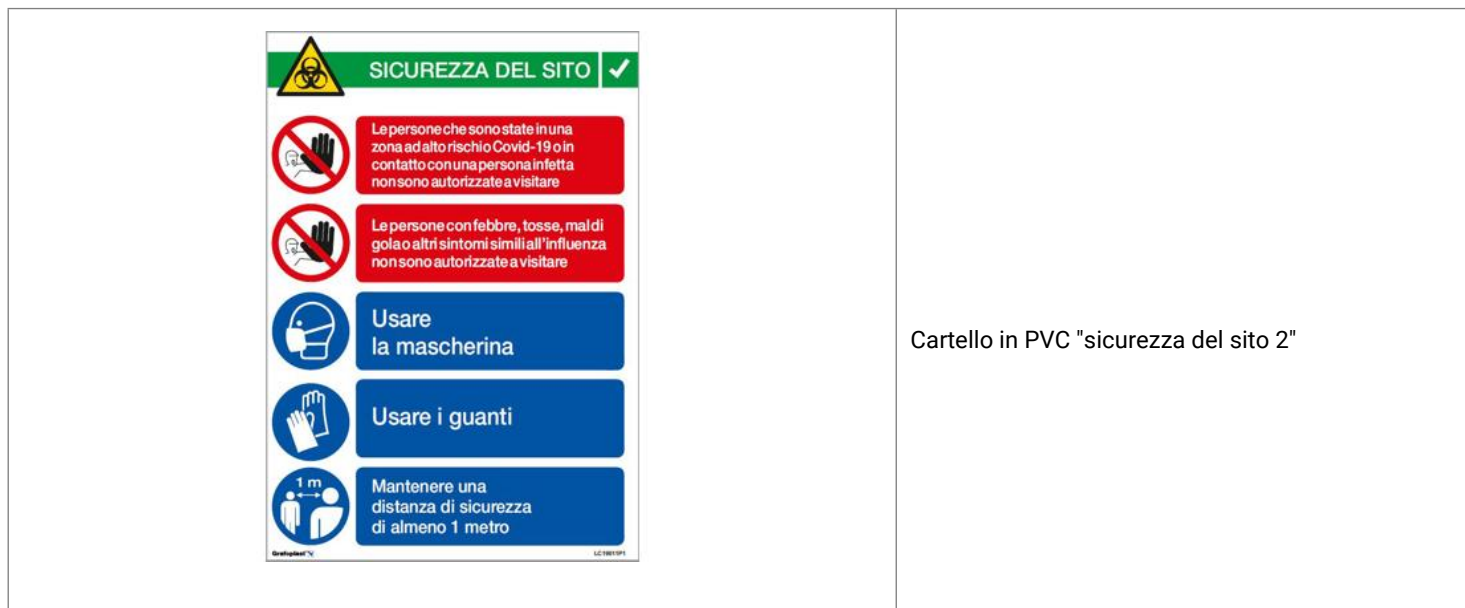 SICUREZZA DEL SITO
Le persone che sono state in una
zona ad alto rischio Covid-19 o in
contatto con una persona infetta
non sono autorizzate a visitare
Le persone con febbre, tosse, mal di
gola o altri sintomi simili all'influenza
non sono autorizzate a visitare
Usare
la mascherina
Usare i guanti
1 m
Mantenere una
distanza di sicurezza
di almeno 1 metro
Grafoplast
Cartello in PVC "sicurezza del sito 2"